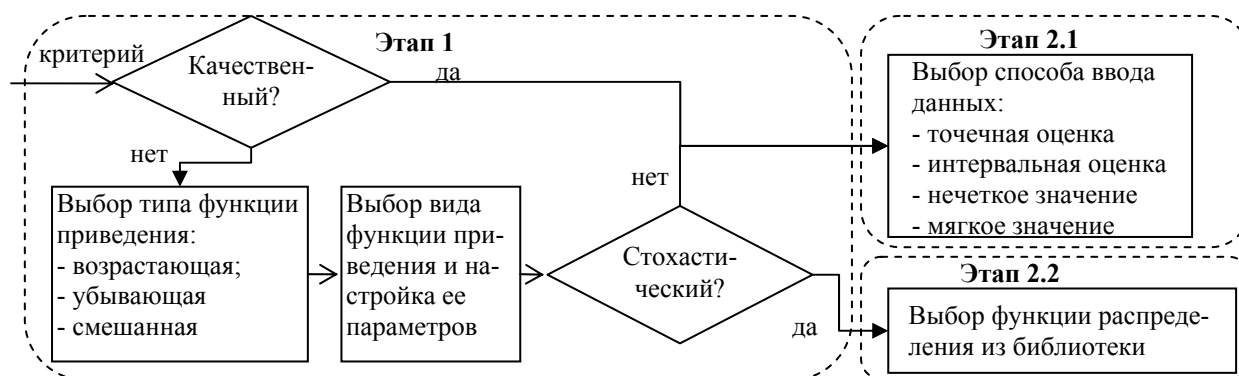 Этап 1
критерий
Качествен-
ный?
да
нет
Выбор типа функции
приведения:
- возрастающая;
- убывающая
- смешанная
Выбор вида
функции при-
ведения и на-
стройка ее
параметров
нет
Стохасти-
ческий?
да
Этап 2.1
Выбор способа ввода
данных:
- точечная оценка
- интервальная оценка
- нечеткое значение
- мягкое значение
Этап 2.2
Выбор функции распреде-
ления из библиотеки